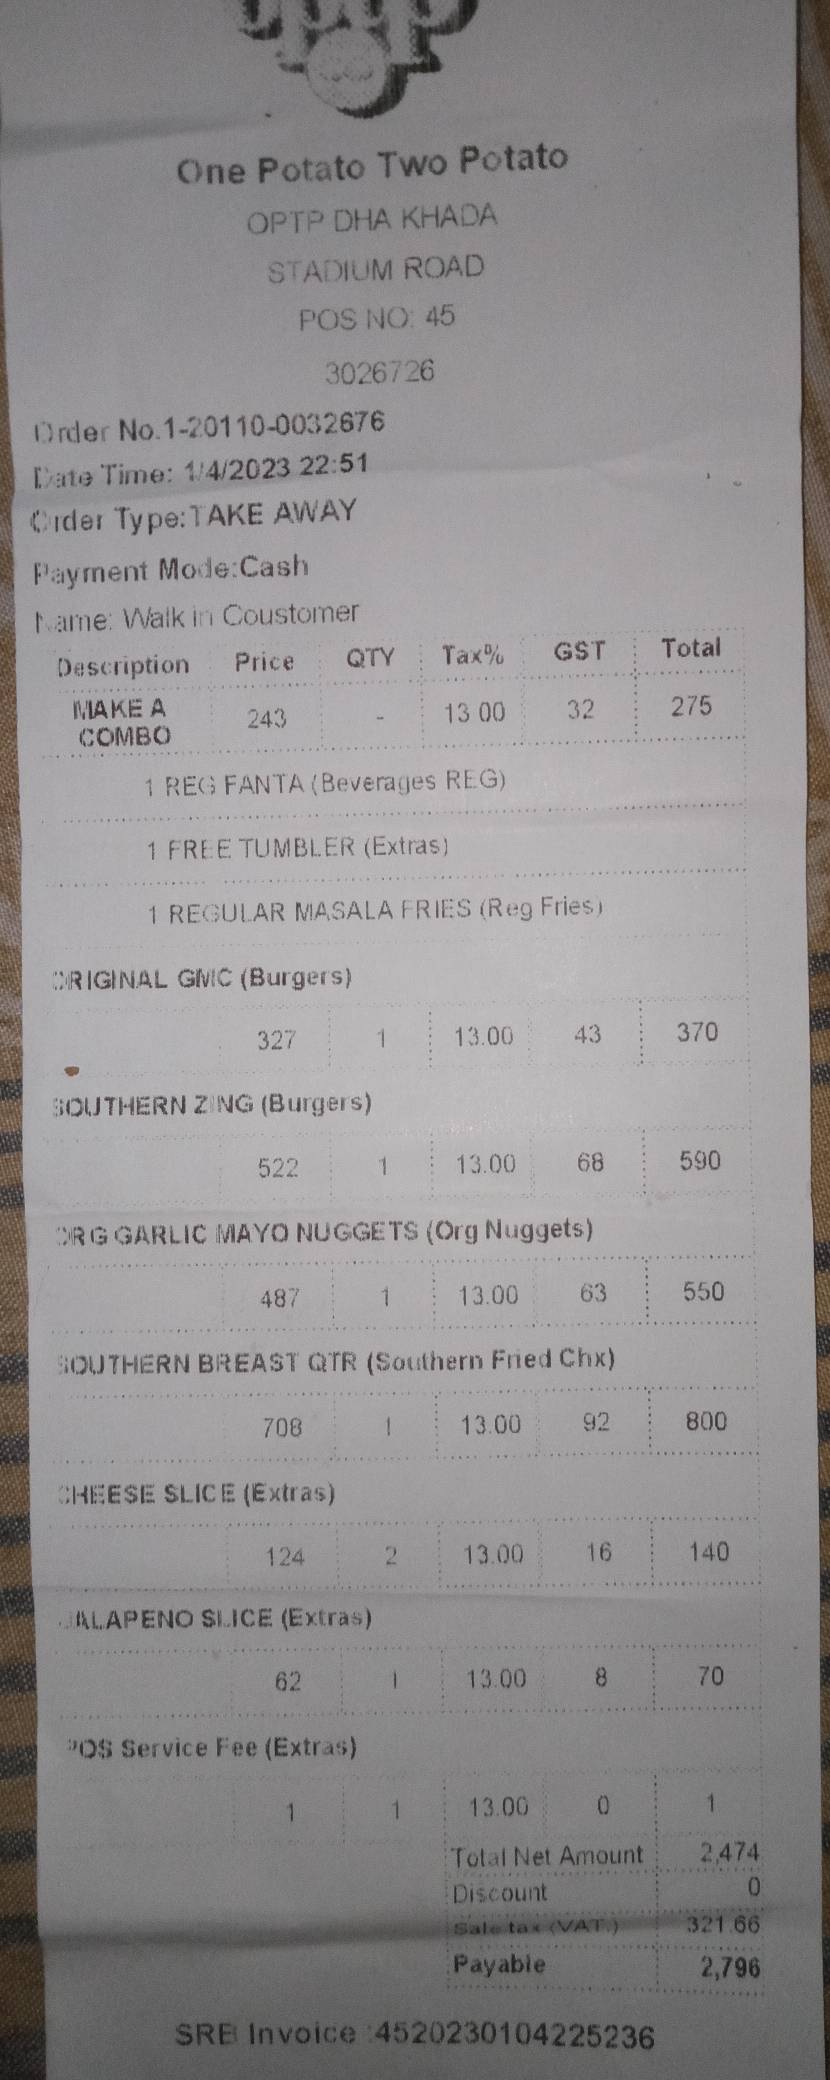 One Potato Two Potato
OPTP DHA KHADA
STADIUM ROAD
POS NO: 45
3026726
Order No.1-20110-0032676
Date Time: 1/4/2023 22:51
Order Type:TAKE AWAY
Payment Mode:Cash
Name: Walk in Coustomer
Description Price QTY Tax% GST Total
MAKE A COMBO 243 - 13.00 32 275
1 REG FANTA (Beverages REG)
1 FREE TUMBLER (Extras)
1 REGULAR MASALA FRIES (Reg Fries)
ORIGINAL GMC (Burgers)
327 1 13.00 43 370
SOUTHERN ZING (Burgers)
522 1 13.00 68 590
ORG GARLIC MAYO NUGGETS (Org Nuggets)
487 1 13.00 63 550
SOUTHERN BREAST QTR (Southern Fried Chx)
708 1 13.00 92 800
CHEESE SLICE (Extras)
124 2 13.00 16 140
JALAPENO SLICE (Extras)
62 1 13.00 8 70
POS Service Fee (Extras)
1 1 13.00 0 1
Total Net Amount 2,474
Discount 0
Sale tax (VAT.) 321.66
Payable 2,796
SRB Invoice :4520230104225236